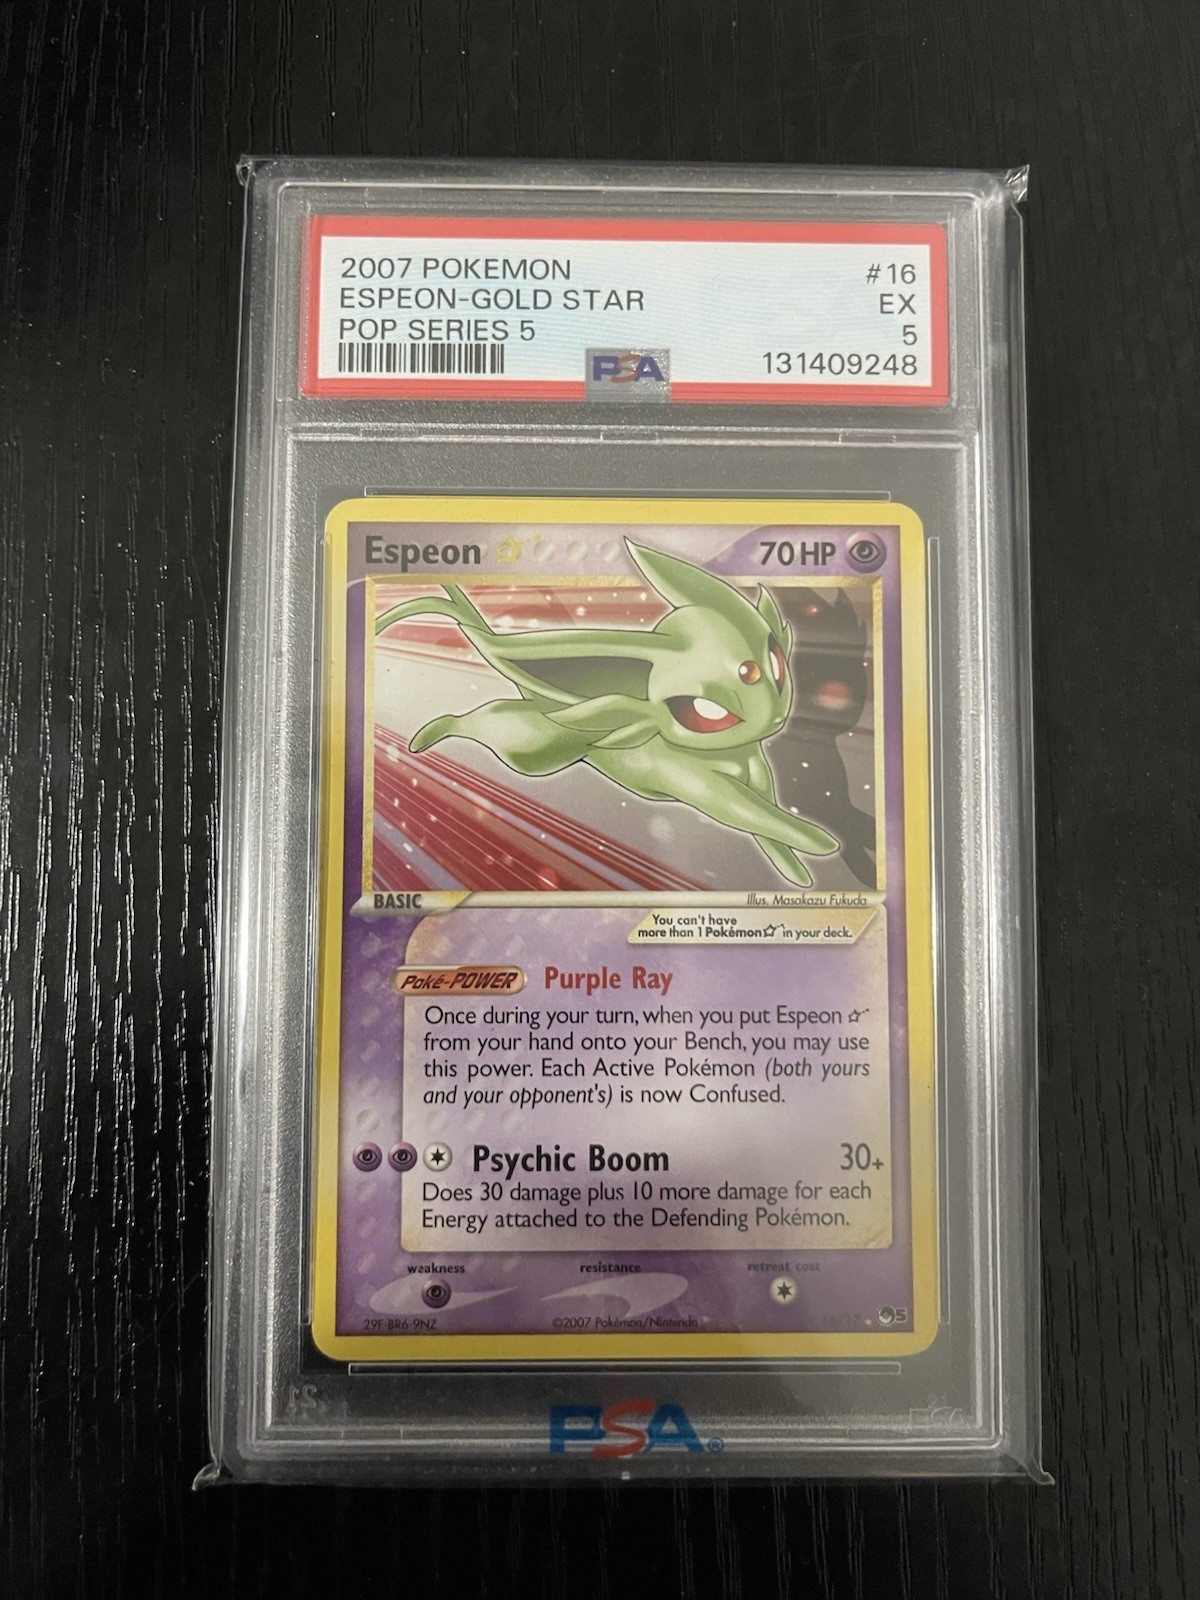 2007 POKEMON #16
ESPEON-GOLD STAR EX
POP SERIES 5 5
131409248
PSA
Espeon ☆ 70 HP
BASIC Illus. Masakazu Fukuda
You can't have
more than 1 Pokémon☆ in your deck.
Poké-POWER Purple Ray
Once during your turn, when you put Espeon ☆
from your hand onto your Bench, you may use
this power. Each Active Pokémon (both yours
and your opponent's) is now Confused.
Psychic Boom 30+
Does 30 damage plus 10 more damage for each
Energy attached to the Defending Pokémon.
weakness resistance retreat cost
29F-BR6-9NZ ©2007 Pokémon/Nintendo 16/17 ★ 5
PSA®